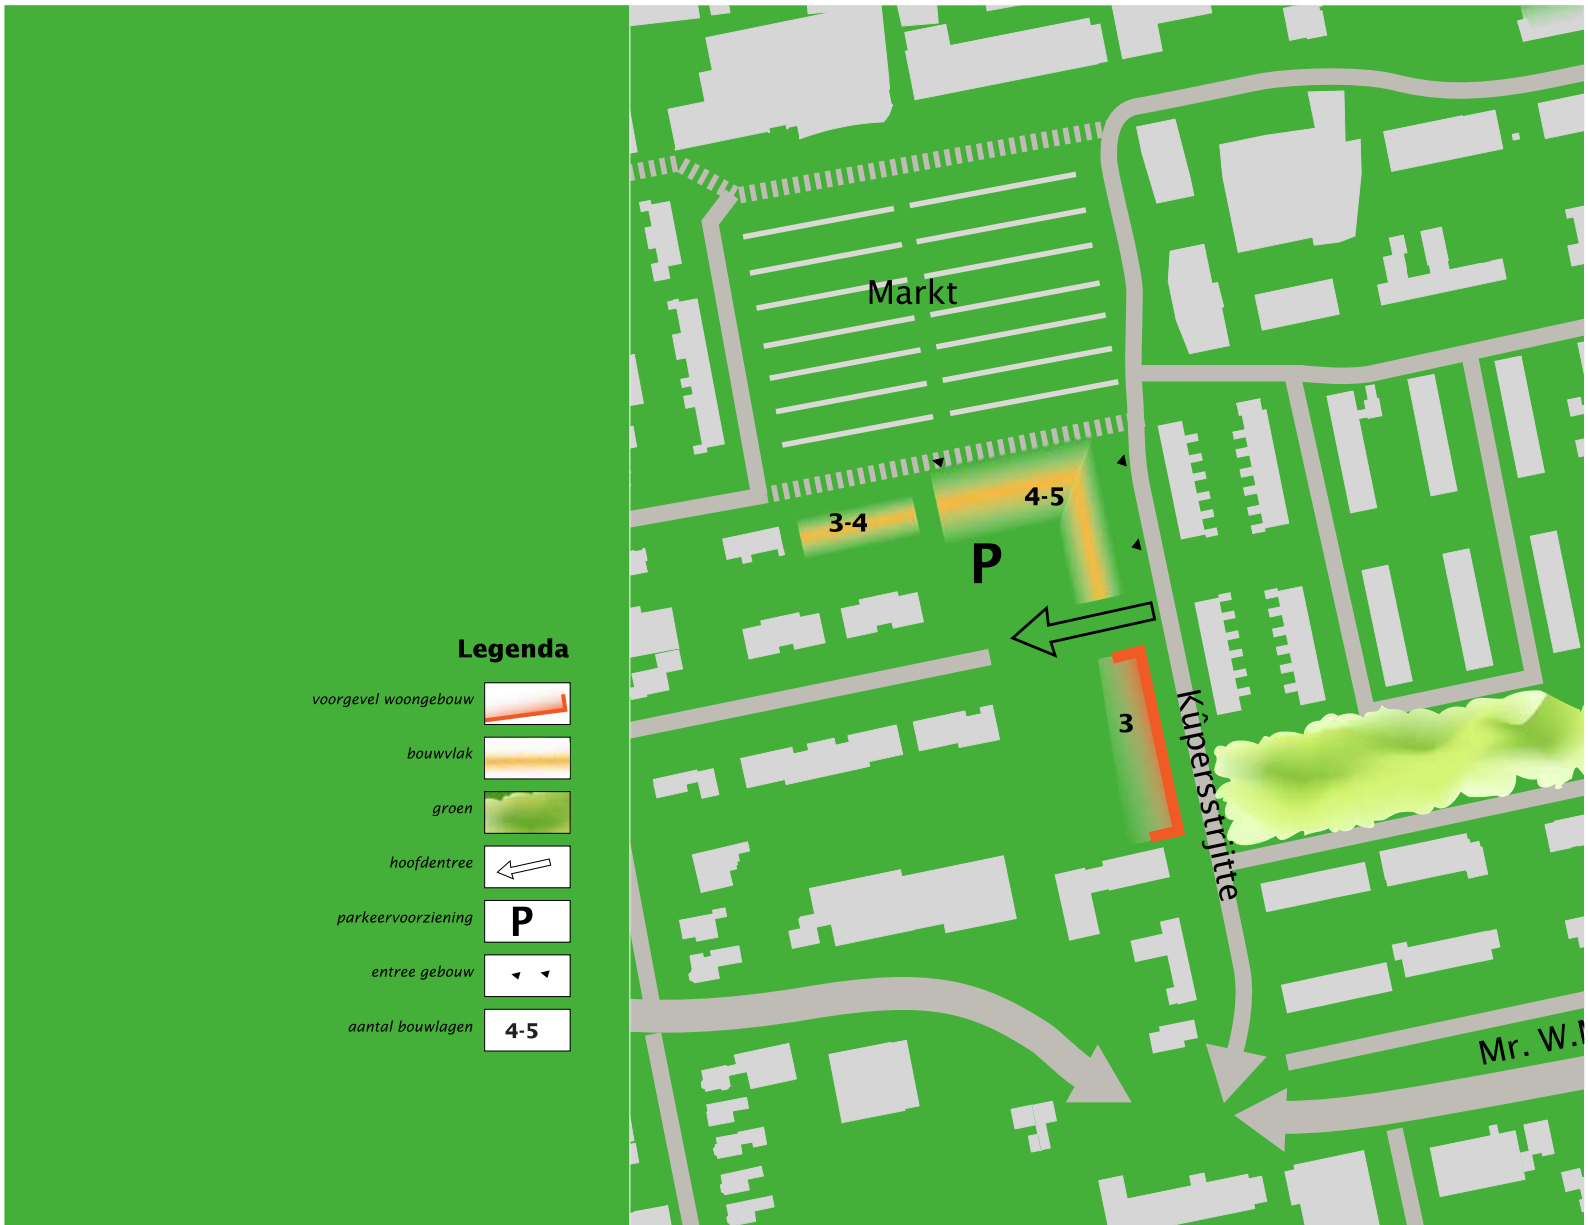 Markt
4-5
3-4
P
Legenda
voorgevel woongebouw
3
Kûpersstrjitte
bouwvlak
groen
hoofdentree
parkeervoorziening
P
entree gebouw
aantal bouwlagen
4-5
Mr. W.